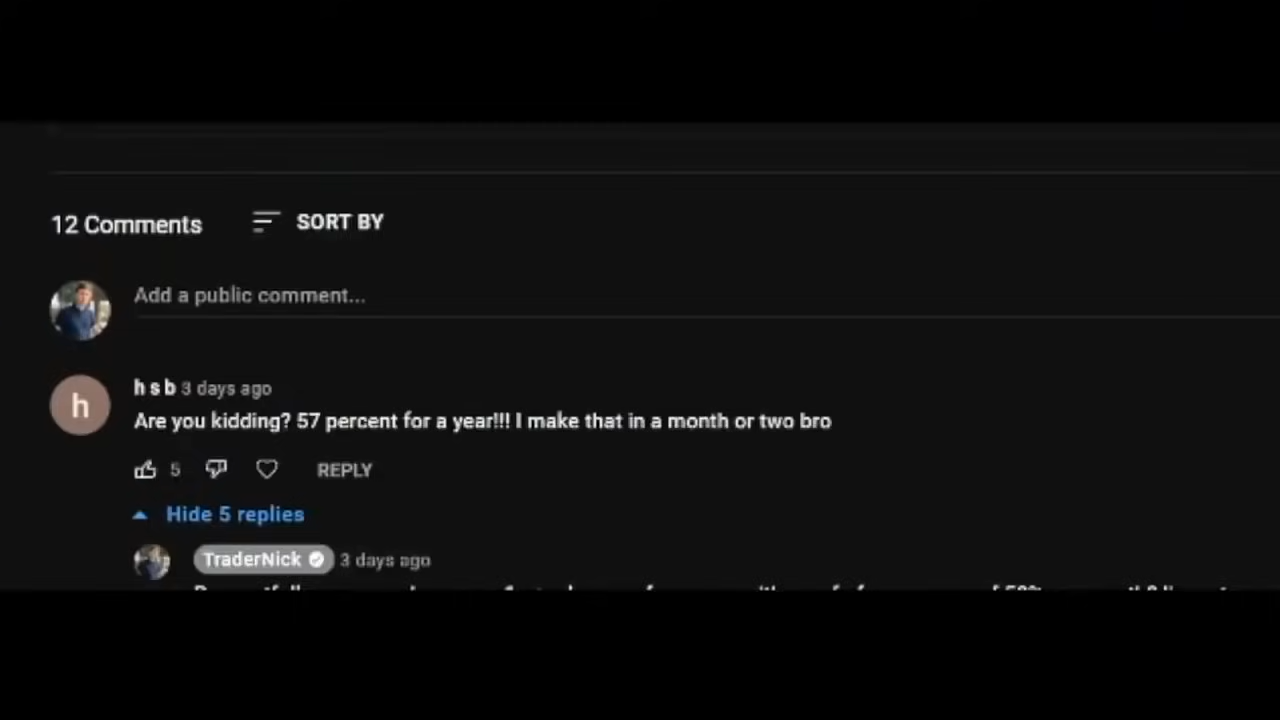 12 Comments
SORT BY
Add a public comment...
h s b 3 days ago
Are you kidding? 57 percent for a year!!! I make that in a month or two bro
5
REPLY
Hide 5 replies
TraderNick 3 days ago